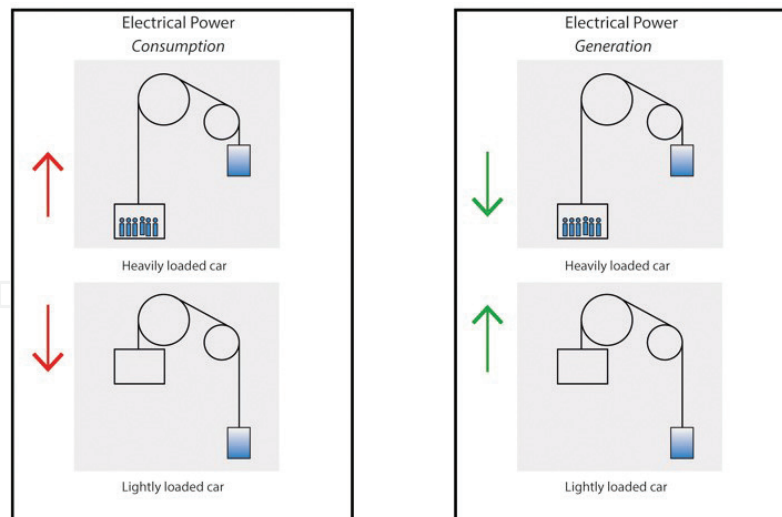 Electrical Power
Consumption
Heavily loaded car
Lightly loaded car
Electrical Power
Generation
Heavily loaded car
Lightly loaded car